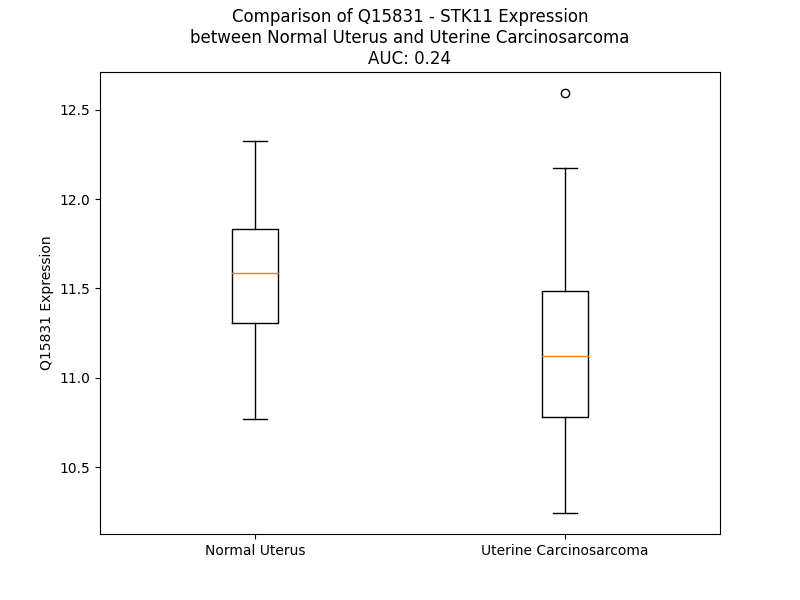 Comparison of Q15831 - STK11 Expression
between Normal Uterus and Uterine Carcinosarcoma
AUC: 0.24
12.5
12.0
11.5
11.0
10.5
Q15831 Expression
Normal Uterus
Uterine Carcinosarcoma